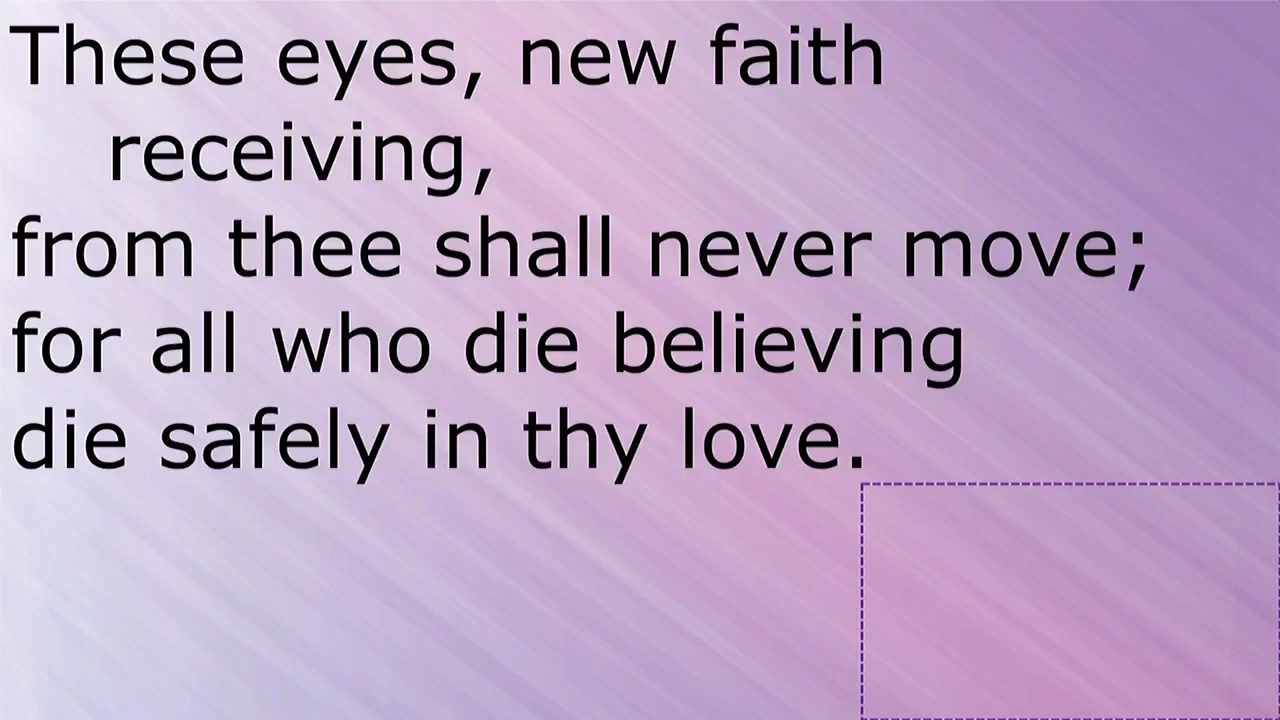 These eyes, new faith
receiving,
from thee shall never move;
for all who die believing
die safely in thy love.